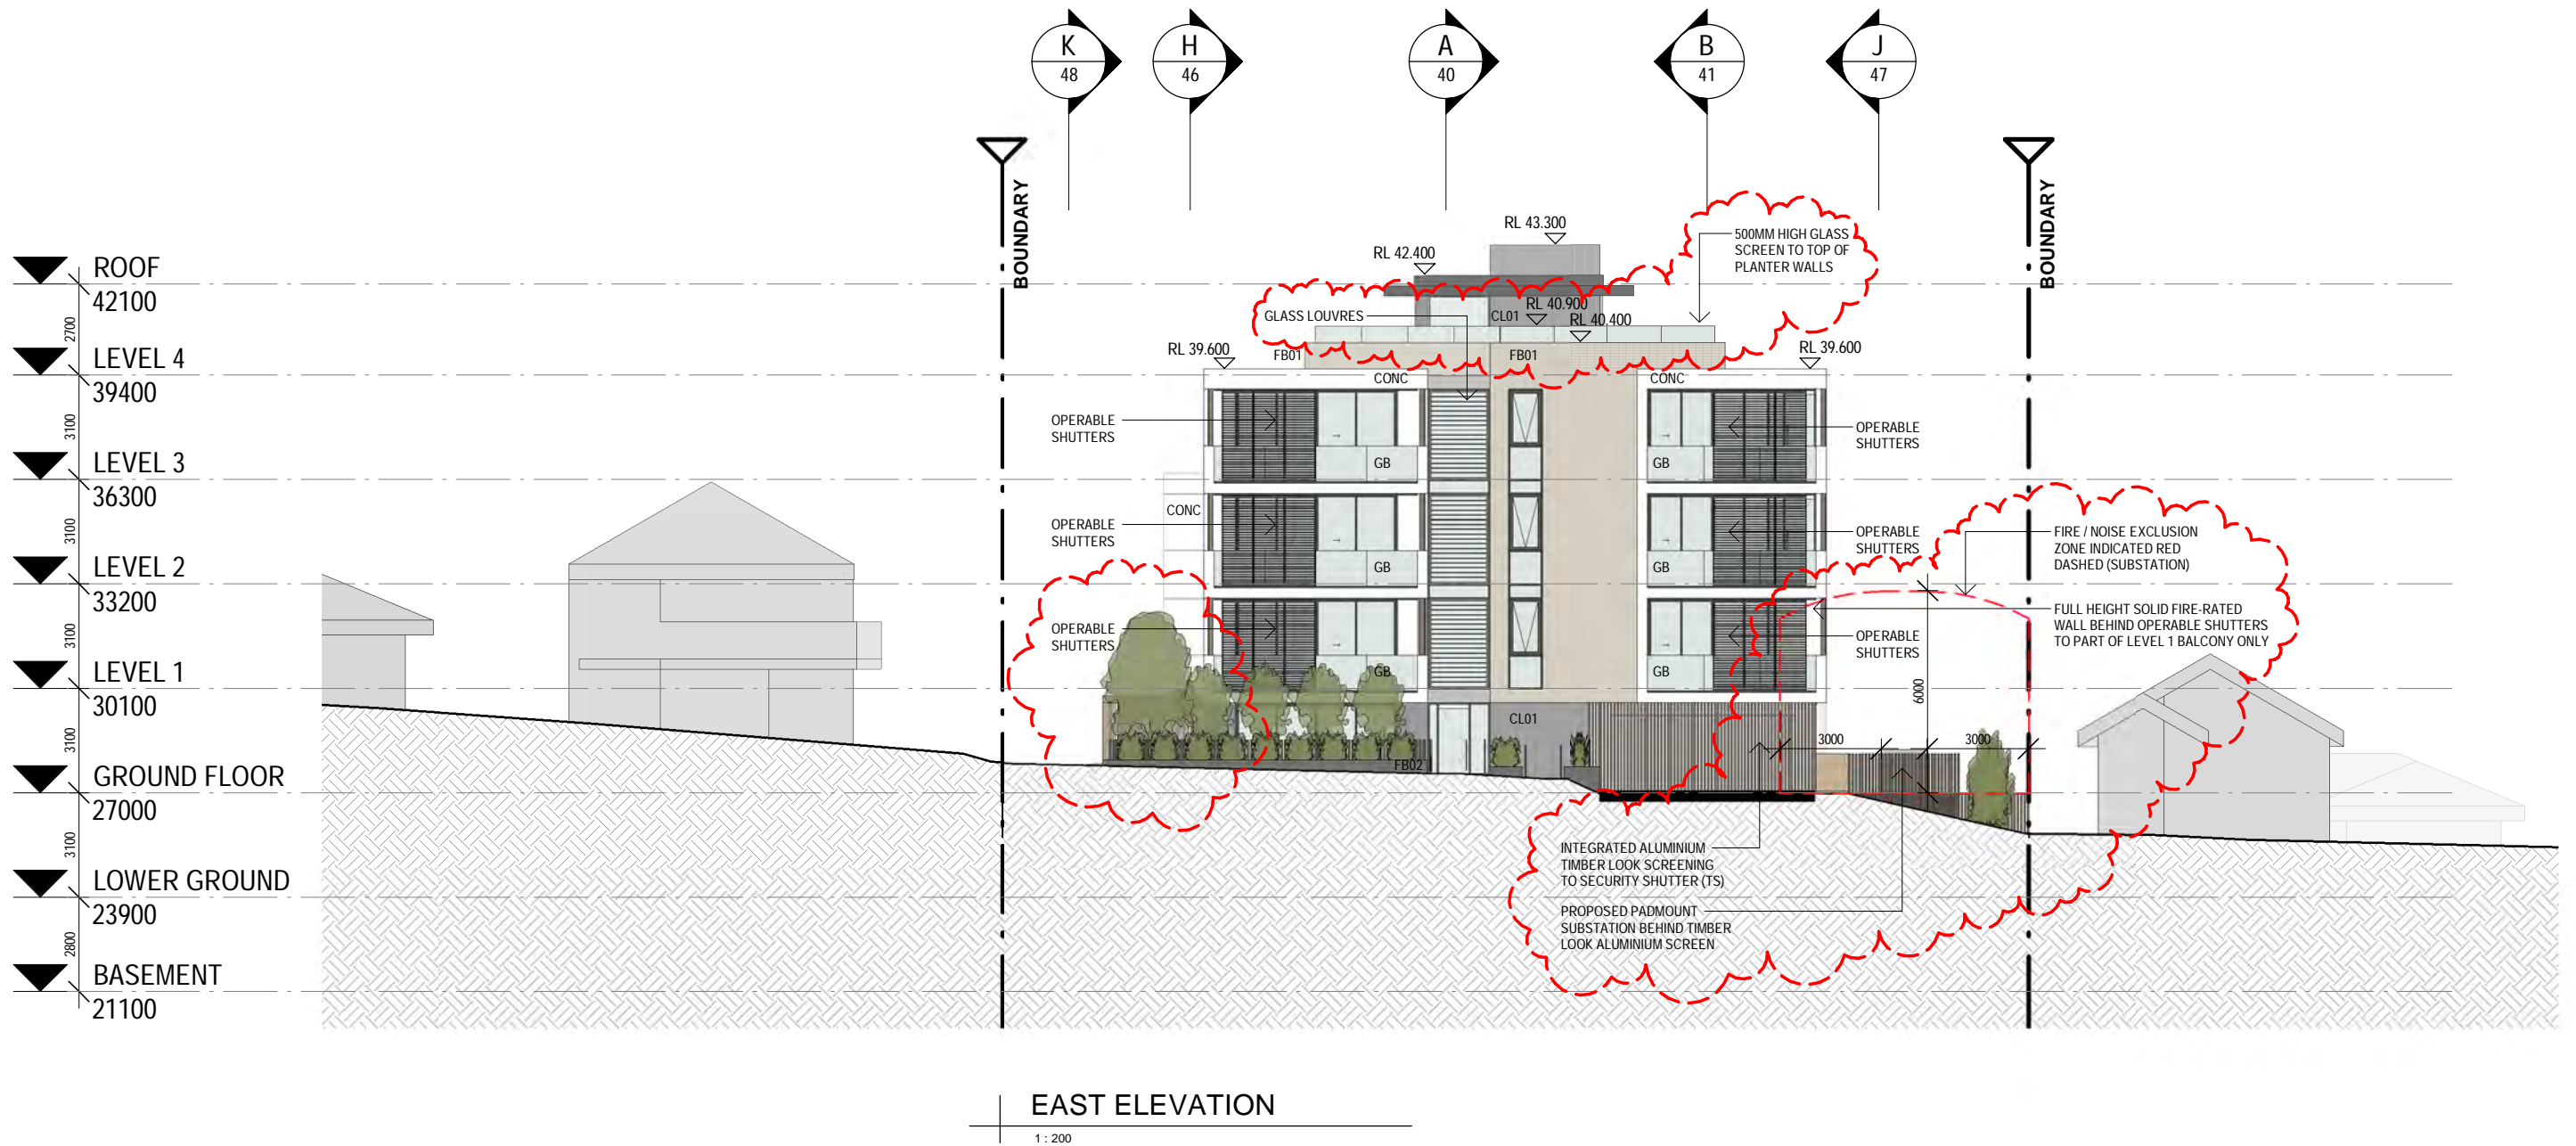 K
48
H
46
A
40
B
41
J
47
BOUNDARY
BOUNDARY
RL 43.300
RL 42.400
500MM HIGH GLASS
SCREEN TO TOP OF
PLANTER WALLS
ROOF
42100
2700
GLASS LOUVRES
CL01
RL 40.900
RL 40.400
RL 39.600
FB01
FB01
RL 39.600
LEVEL 4
39400
CONC
CONC
3100
OPERABLE
SHUTTERS
OPERABLE
SHUTTERS
LEVEL 3
36300
GB
GB
3100
CONC
OPERABLE
SHUTTERS
OPERABLE
SHUTTERS
FIRE / NOISE EXCLUSION
ZONE INDICATED RED
DASHED (SUBSTATION)
LEVEL 2
33200
GB
GB
3100
OPERABLE
SHUTTERS
OPERABLE
SHUTTERS
FULL HEIGHT SOLID FIRE-RATED
WALL BEHIND OPERABLE SHUTTERS
TO PART OF LEVEL 1 BALCONY ONLY
LEVEL 1
30100
GB
GB
6000
3100
CL01
3000
3000
GROUND FLOOR
27000
FB02
3100
INTEGRATED ALUMINIUM
TIMBER LOOK SCREENING
TO SECURITY SHUTTER (TS)
LOWER GROUND
23900
PROPOSED PADMOUNT
SUBSTATION BEHIND TIMBER
LOOK ALUMINIUM SCREEN
2800
BASEMENT
21100
EAST ELEVATION
1 : 200